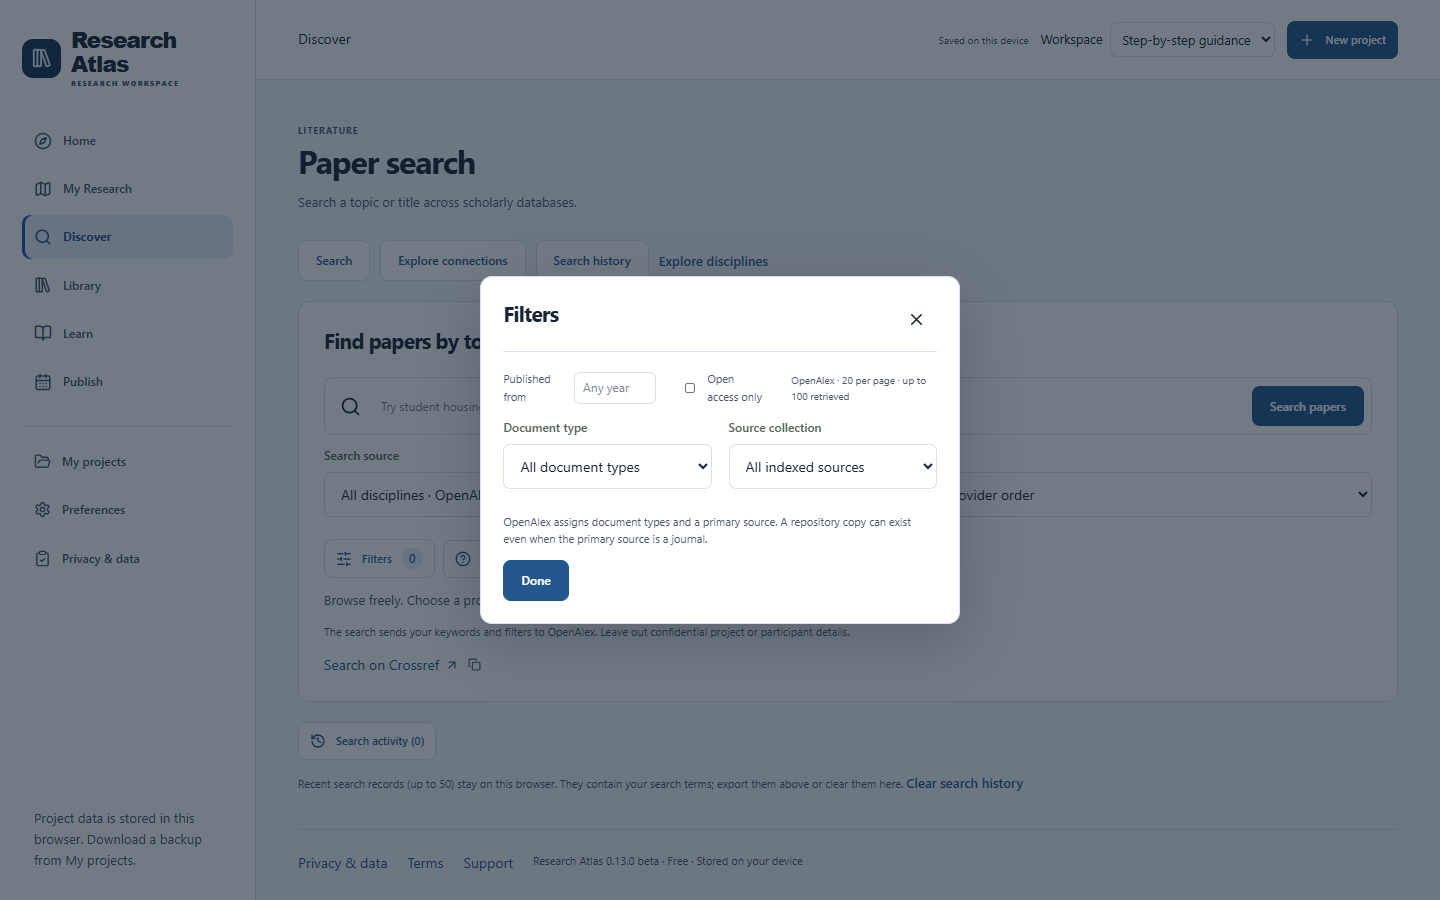 Research
Atlas
RESEARCH WORKSPACE
Home
My Research
Discover
Library
Learn
Publish
My projects
Preferences
Privacy & data
Project data is stored in this
browser. Download a backup
from My projects.
Discover
Saved on this device
Workspace
Step-by-step guidance
New project
LITERATURE
Paper search
Search a topic or title across scholarly databases.
Search
Explore connections
Search history
Explore disciplines
Find papers by to
Try student housin
Search papers
Search source
All disciplines · OpenAl
ovider order
Filters 0
Browse freely. Choose a pro
The search sends your keywords and filters to OpenAlex. Leave out confidential project or participant details.
Search on Crossref
Filters
Published
from
Any year
Open
access only
OpenAlex · 20 per page · up to
100 retrieved
Document type
All document types
Source collection
All indexed sources
OpenAlex assigns document types and a primary source. A repository copy can exist
even when the primary source is a journal.
Done
Search activity (0)
Recent search records (up to 50) stay on this browser. They contain your search terms; export them above or clear them here. Clear search history
Privacy & data
Terms
Support
Research Atlas 0.13.0 beta · Free · Stored on your device